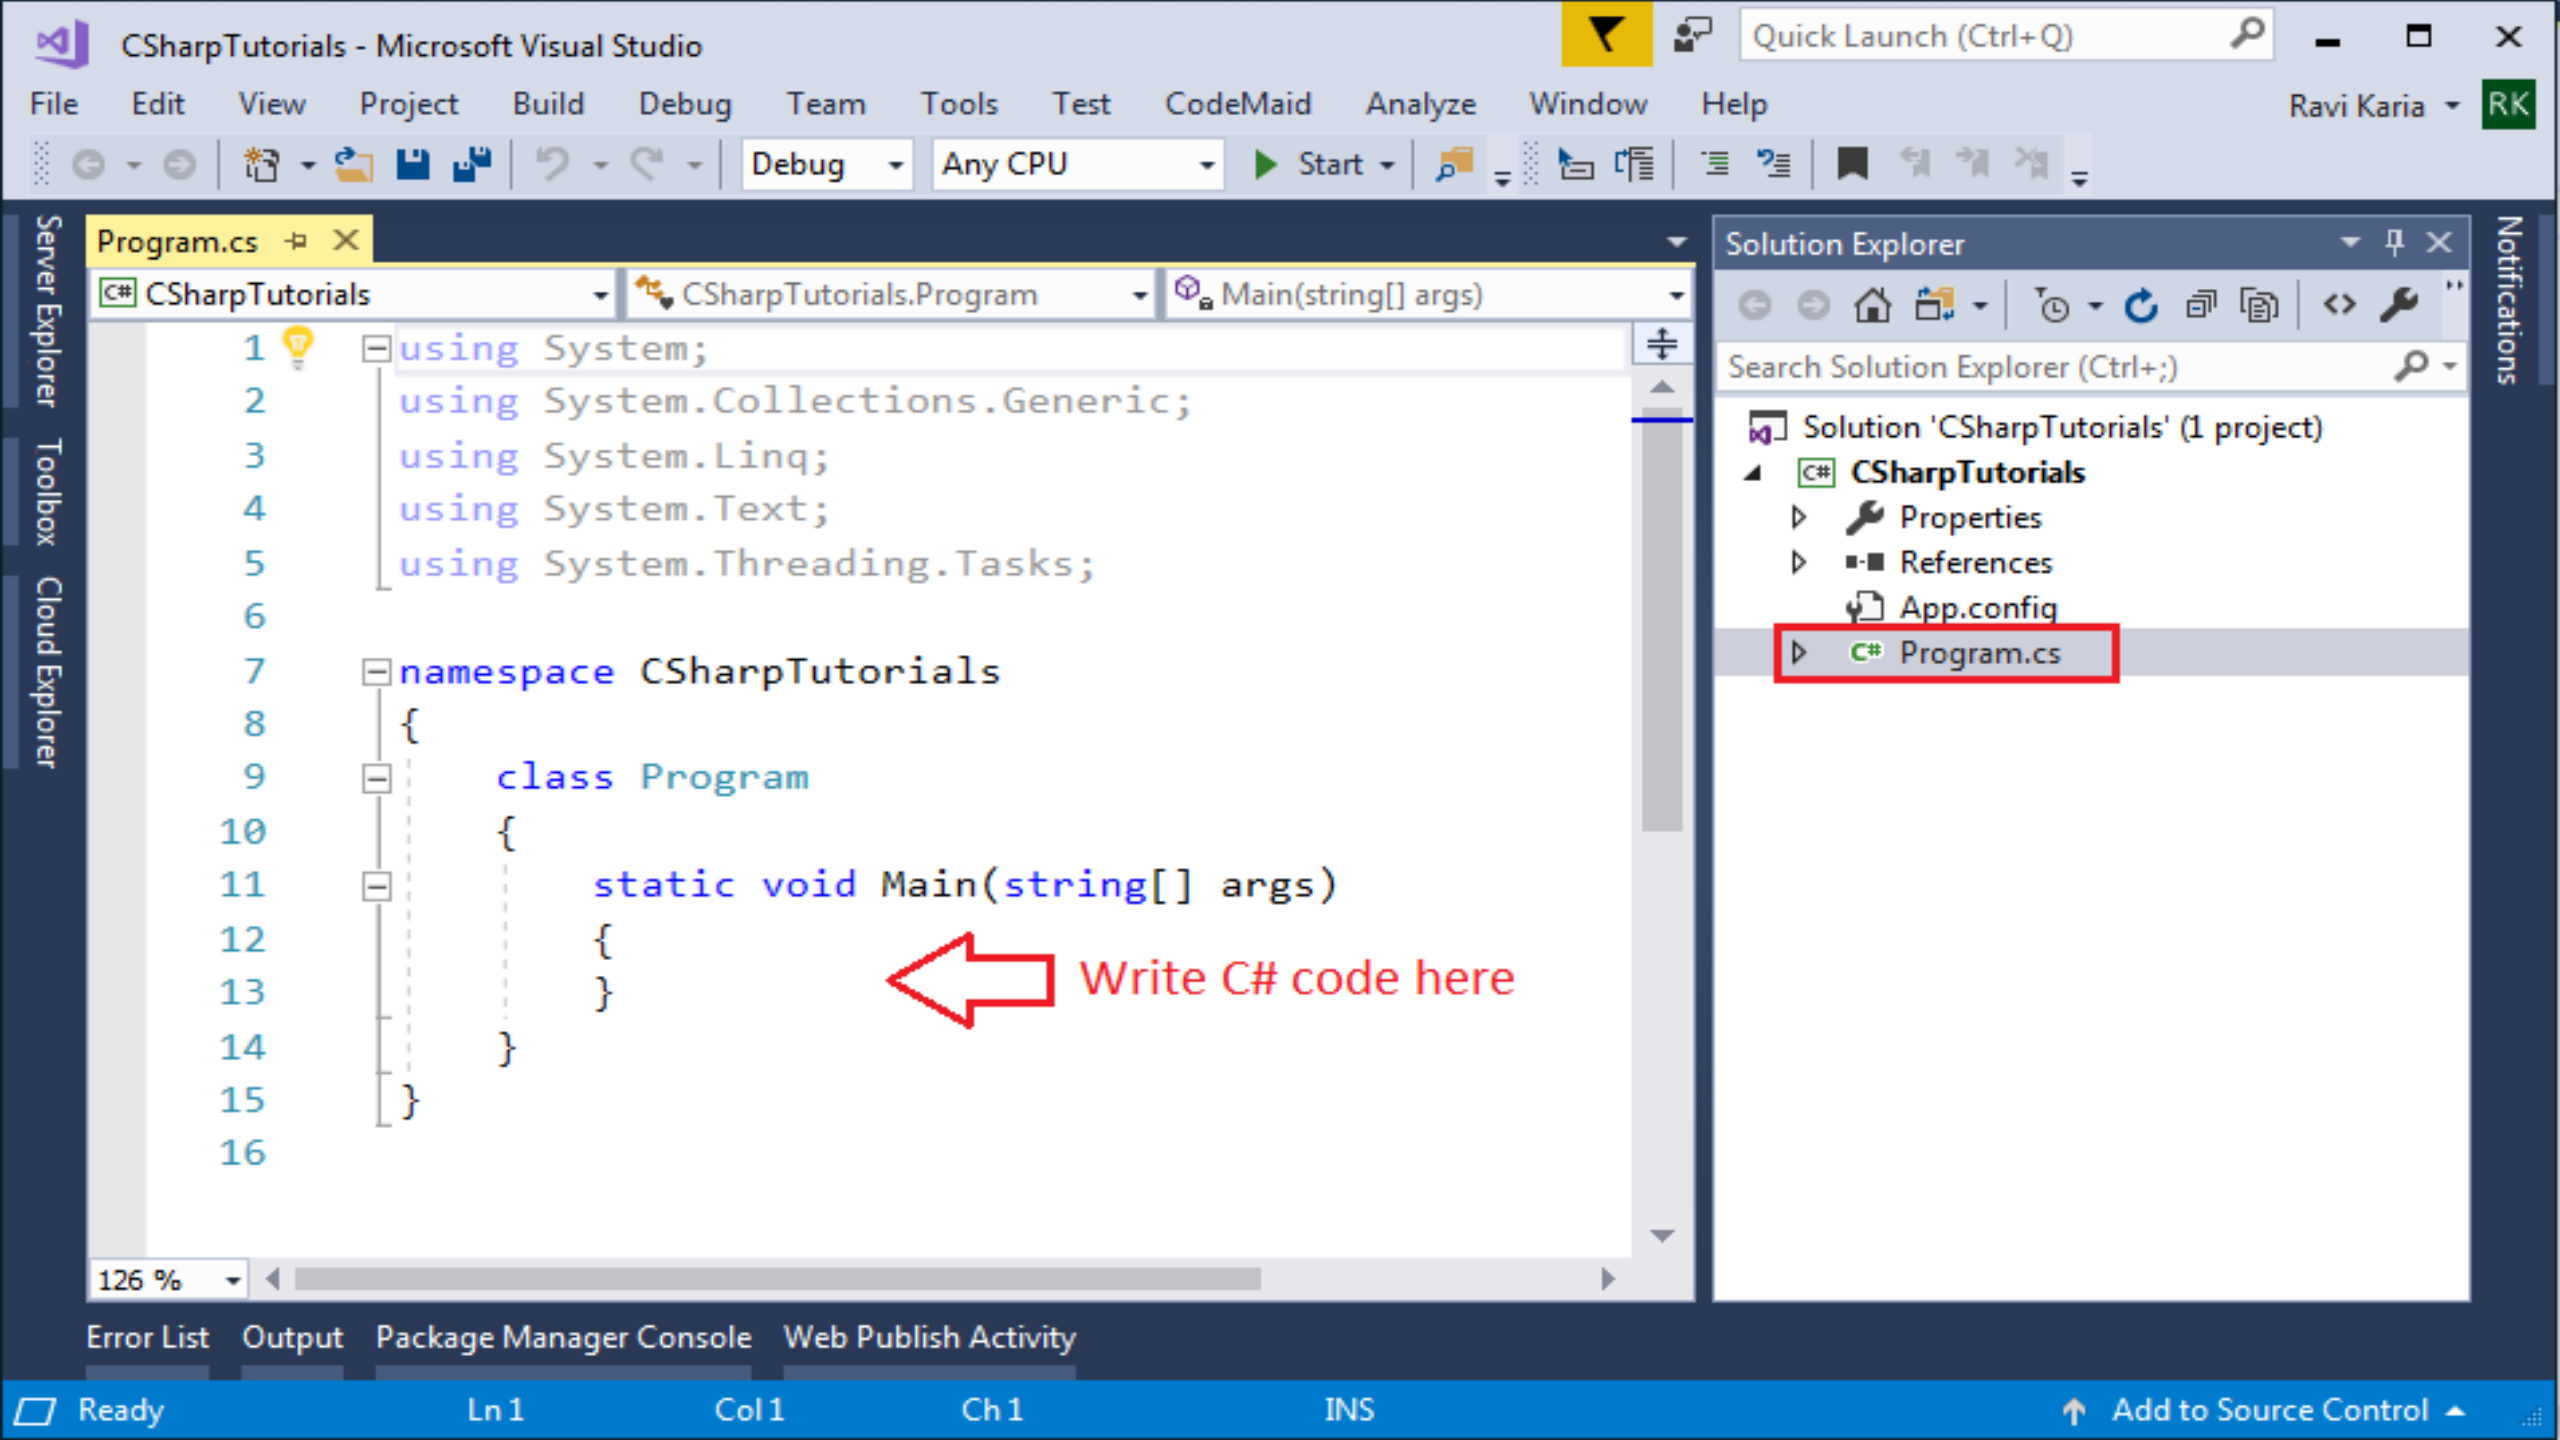 CSharpTutorials - Microsoft Visual Studio
Quick Launch (Ctrl+Q)
File Edit View Project Build Debug Team Tools Test CodeMaid Analyze Window Help
Ravi Karia RK
Debug Any CPU Start
Server Explorer
Toolbox
Cloud Explorer
Program.cs
C# CSharpTutorials CSharpTutorials.Program Main(string[] args)
1 using System;
2 using System.Collections.Generic;
3 using System.Linq;
4 using System.Text;
5 using System.Threading.Tasks;
6
7 namespace CSharpTutorials
8 {
9 class Program
10 {
11 static void Main(string[] args)
12 {
Write C# code here
13 }
14 }
15 }
16
126 %
Solution Explorer
Search Solution Explorer (Ctrl+;)
Solution 'CSharpTutorials' (1 project)
C# CSharpTutorials
Properties
References
App.config
C# Program.cs
Notifications
Error List Output Package Manager Console Web Publish Activity
Ready Ln 1 Col 1 Ch 1 INS Add to Source Control